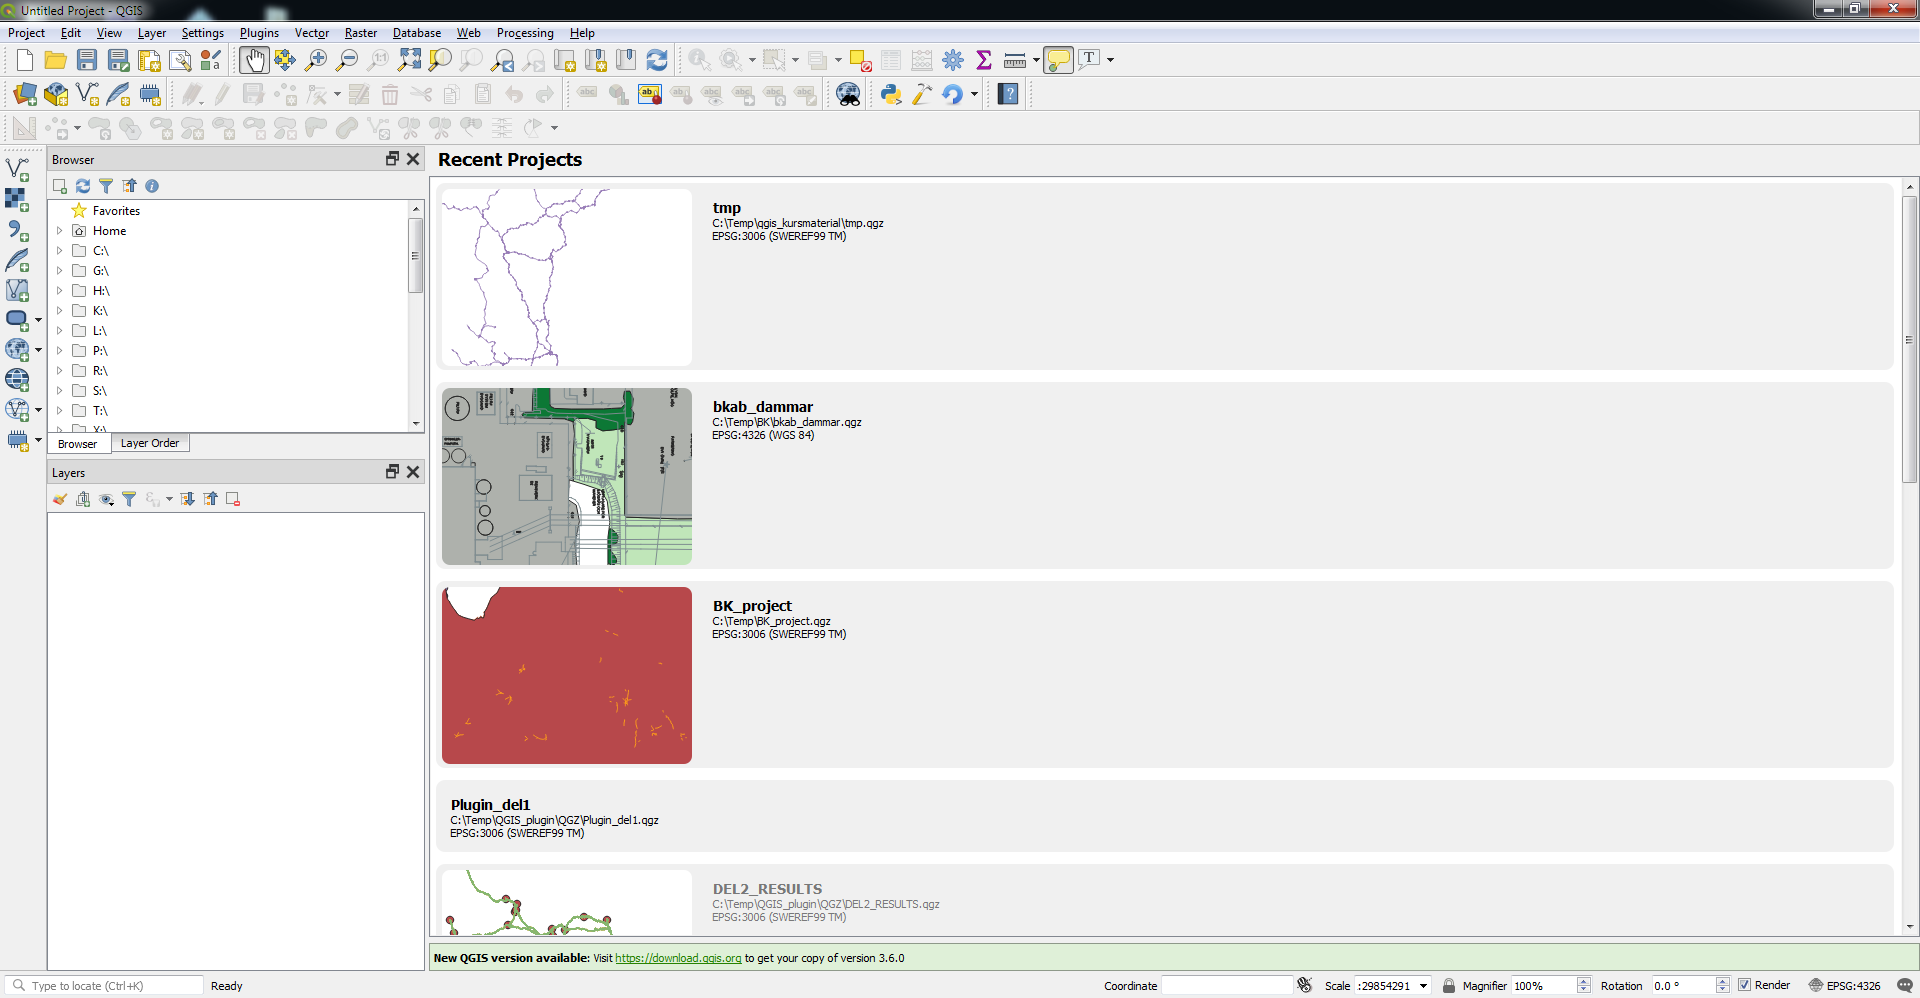 Untitled Project - QGIS
Project Edit View Layer Settings Plugins Vector Raster Database Web Processing Help
Browser
Favorites
Home
C:\
G:\
H:\
K:\
L:\
P:\
R:\
S:\
T:\
X:\
Browser Layer Order
Layers
Recent Projects
tmp
C:\Temp\qgis_kursmaterial\tmp.qgz
EPSG:3006 (SWEREF99 TM)
bkab_dammar
C:\Temp\BK\bkab_dammar.qgz
EPSG:4326 (WGS 84)
BK_project
C:\Temp\BK_project.qgz
EPSG:3006 (SWEREF99 TM)
Plugin_del1
C:\Temp\QGIS_plugin\QGZ\Plugin_del1.qgz
EPSG:3006 (SWEREF99 TM)
DEL2_RESULTS
C:\Temp\QGIS_plugin\QGZ\DEL2_RESULTS.qgz
EPSG:3006 (SWEREF99 TM)
New QGIS version available: Visit https://download.qgis.org to get your copy of version 3.6.0
Type to locate (Ctrl+K) Ready Coordinate Scale :29854291 Magnifier 100% Rotation 0.0 ° Render EPSG:4326